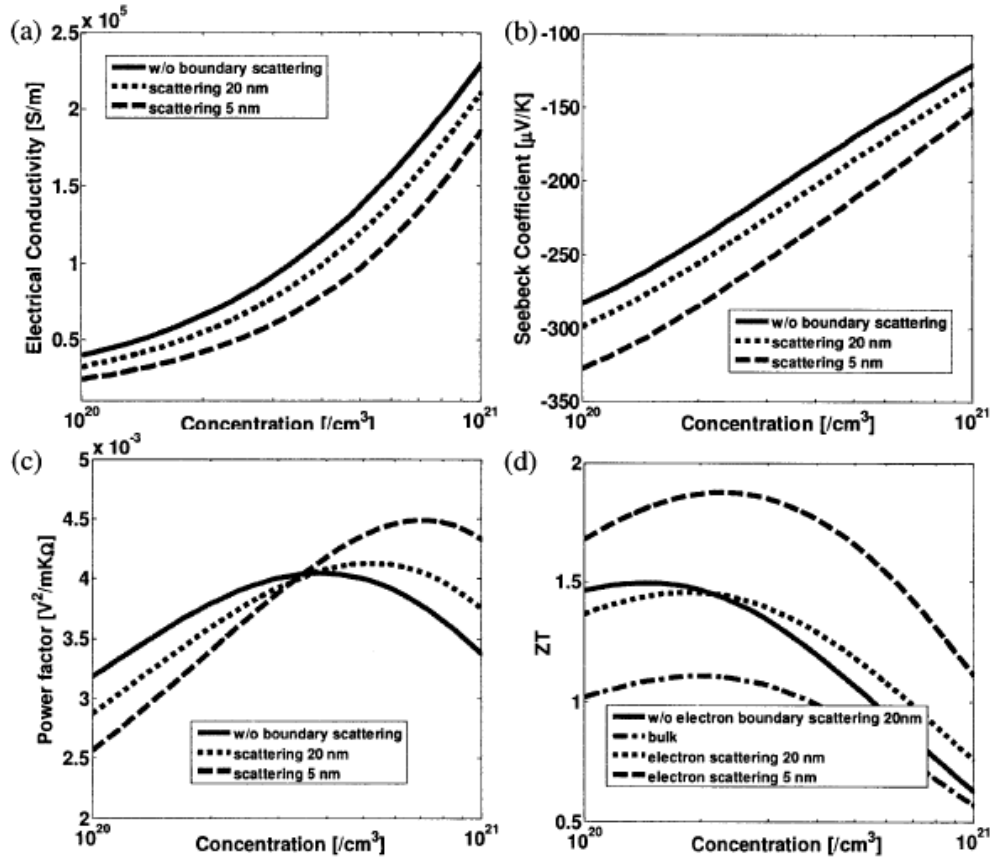 (a)
x 10^5
2.5
2
1.5
1
0.5
Electrical Conductivity [S/m]
w/o boundary scattering
scattering 20 nm
scattering 5 nm
10^20
10^21
Concentration [/cm^3]
(b)
-100
-150
-200
-250
-300
-350
Seebeck Coefficient [μV/K]
w/o boundary scattering
scattering 20 nm
scattering 5 nm
10^20
10^21
Concentration [/cm^3]
(c)
x 10^-3
5
4.5
4
3.5
3
2.5
2
Power factor [V^2/mKΩ]
w/o boundary scattering
scattering 20 nm
scattering 5 nm
10^20
10^21
Concentration [/cm^3]
(d)
2
1.5
1
0.5
ZT
w/o electron boundary scattering 20nm
bulk
electron scattering 20 nm
electron scattering 5 nm
10^20
10^21
Concentration [/cm^3]